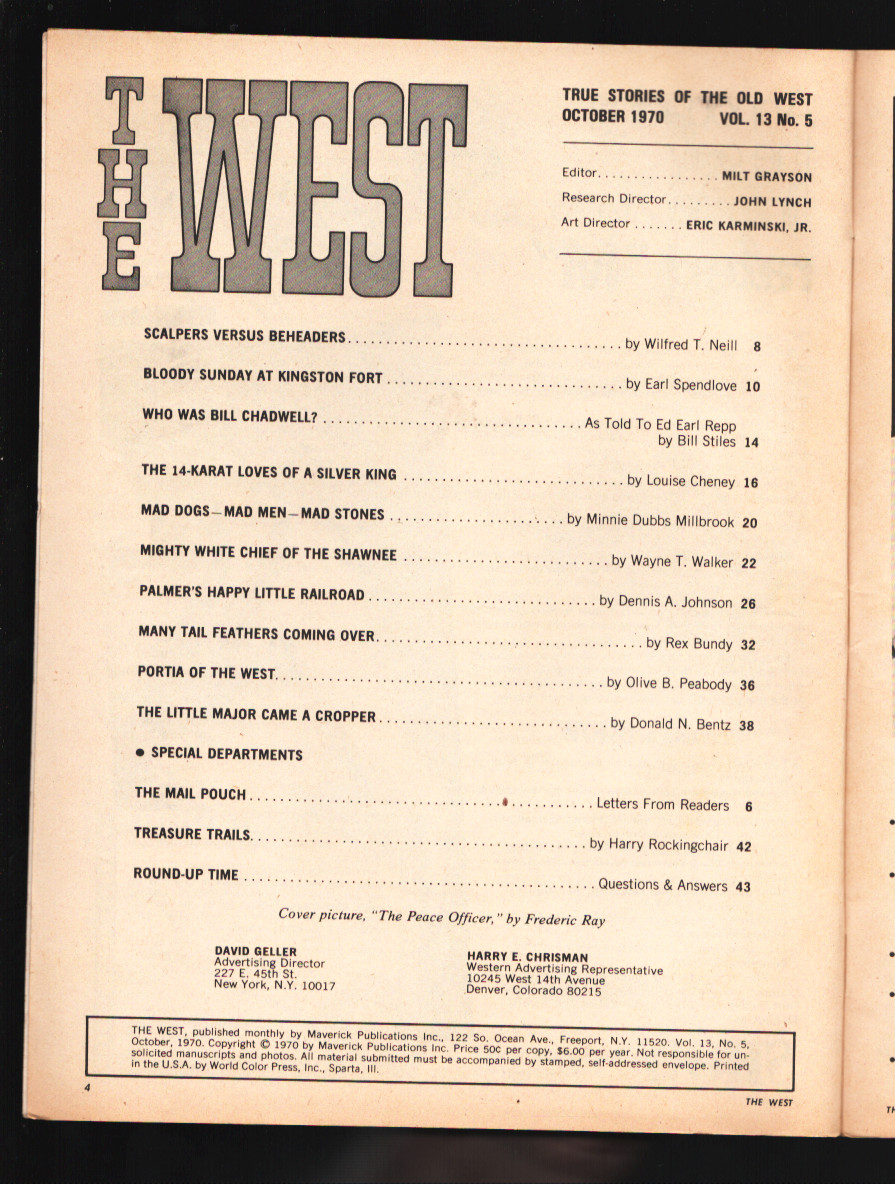 THE WEST
TRUE STORIES OF THE OLD WEST
OCTOBER 1970 VOL. 13 No. 5
Editor................. MILT GRAYSON
Research Director......... JOHN LYNCH
Art Director ....... ERIC KARMINSKI, JR.
SCALPERS VERSUS BEHEADERS.................................... by Wilfred T. Neill 8
BLOODY SUNDAY AT KINGSTON FORT............................... by Earl Spendlove 10
WHO WAS BILL CHADWELL? .................................. As Told To Ed Earl Repp
by Bill Stiles 14
THE 14-KARAT LOVES OF A SILVER KING ............................. by Louise Cheney 16
MAD DOGS—MAD MEN—MAD STONES ....................... by Minnie Dubbs Millbrook 20
MIGHTY WHITE CHIEF OF THE SHAWNEE ........................... by Wayne T. Walker 22
PALMER'S HAPPY LITTLE RAILROAD .............................. by Dennis A. Johnson 26
MANY TAIL FEATHERS COMING OVER................................... by Rex Bundy 32
PORTIA OF THE WEST........................................... by Olive B. Peabody 36
THE LITTLE MAJOR CAME A CROPPER.............................. by Donald N. Bentz 38
● SPECIAL DEPARTMENTS
THE MAIL POUCH............................................. Letters From Readers 6
TREASURE TRAILS............................................ by Harry Rockingchair 42
ROUND-UP TIME .............................................. Questions & Answers 43
Cover picture, "The Peace Officer," by Frederic Ray
DAVID GELLER
Advertising Director
227 E. 45th St.
New York, N.Y. 10017
HARRY E. CHRISMAN
Western Advertising Representative
10245 West 14th Avenue
Denver, Colorado 80215
THE WEST, published monthly by Maverick Publications Inc., 122 So. Ocean Ave., Freeport, N.Y. 11520. Vol. 13, No. 5,
October, 1970. Copyright © 1970 by Maverick Publications Inc. Price 50C per copy, $6.00 per year. Not responsible for un-
solicited manuscripts and photos. All material submitted must be accompanied by stamped, self-addressed envelope. Printed
in the U.S.A. by World Color Press, Inc., Sparta, Ill.
4
THE WEST